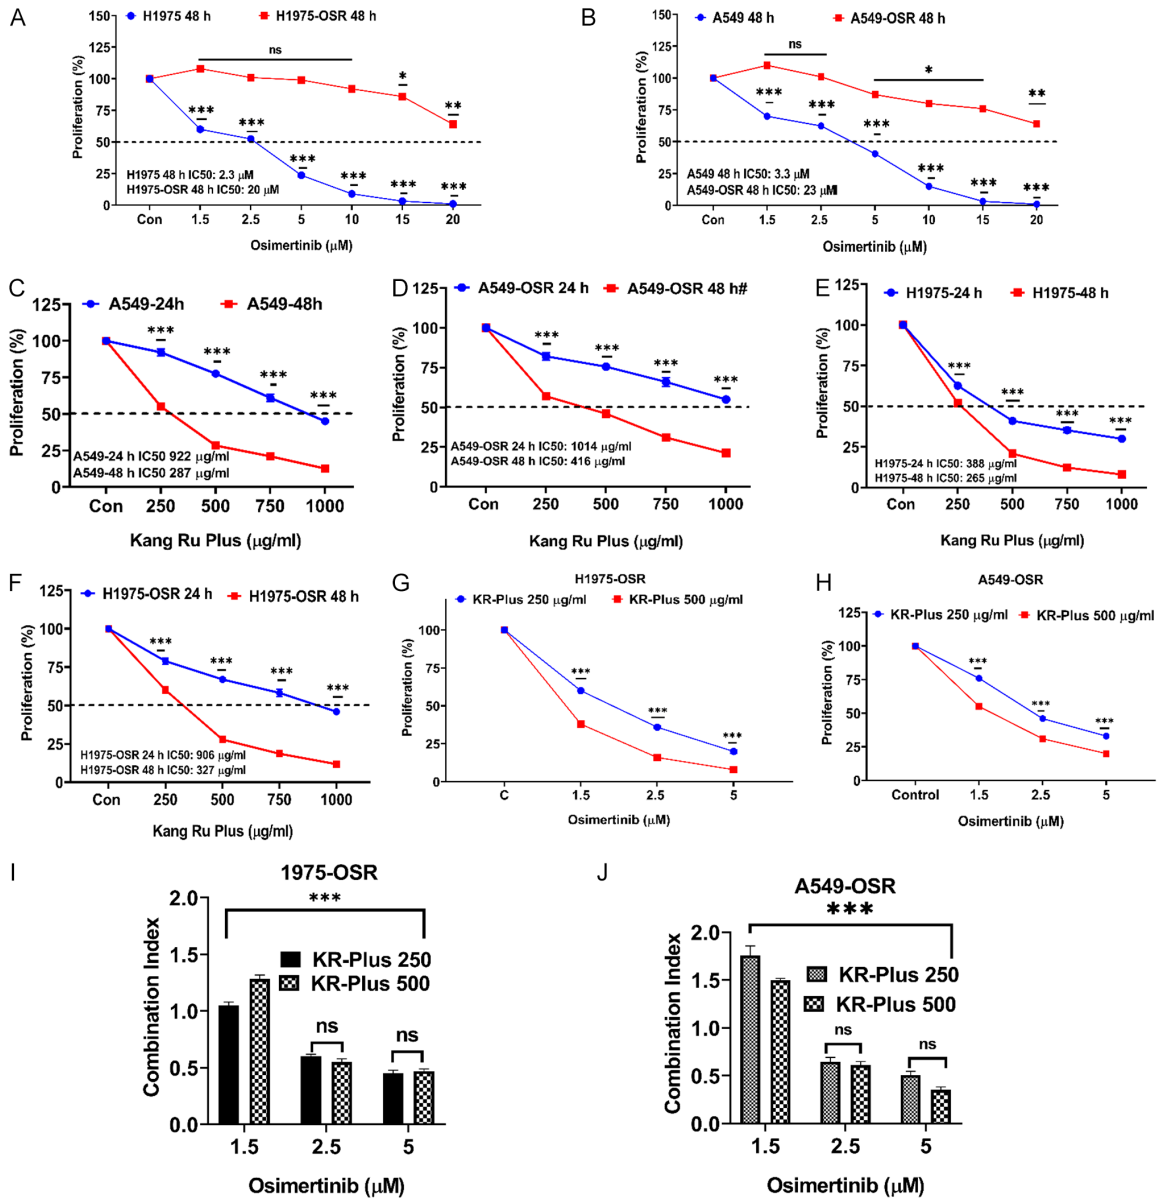 A
H1975 48 h
H1975-OSR 48 h
Proliferation (%)
150
125
100
75
50
25
0
ns
*
**
***
***
***
***
***
***
H1975 48 h IC50: 2.3 μM
H1975-OSR 48 h IC50: 20 μM
Con
1.5
2.5
5
10
15
20
Osimertinib (μM)
B
A549 48 h
A549-OSR 48 h
Proliferation (%)
150
125
100
75
50
25
0
ns
*
**
***
***
***
***
***
***
A549 48 h IC50: 3.3 μM
A549-OSR 48 h IC50: 23 μM
Con
1.5
2.5
5
10
15
20
Osimertinib (μM)
C
A549-24h
A549-48h
Proliferation (%)
125
100
75
50
25
0
***
***
***
***
A549-24 h IC50 922 μg/ml
A549-48 h IC50 287 μg/ml
Con
250
500
750
1000
Kang Ru Plus (μg/ml)
D
A549-OSR 24 h
A549-OSR 48 h#
Proliferation (%)
125
100
75
50
25
0
***
***
***
***
A549-OSR 24 h IC50: 1014 μg/ml
A549-OSR 48 h IC50: 416 μg/ml
Con
250
500
750
1000
Kang Ru Plus (μg/ml)
E
H1975-24 h
H1975-48 h
Proliferation (%)
125
100
75
50
25
0
***
***
***
***
H1975-24 h IC50: 388 μg/ml
H1975-48 h IC50: 265 μg/ml
Con
250
500
750
1000
Kang Ru Plus (μg/ml)
F
H1975-OSR 24 h
H1975-OSR 48 h
Proliferation (%)
125
100
75
50
25
0
***
***
***
***
H1975-OSR 24 h IC50: 906 μg/ml
H1975-OSR 48 h IC50: 327 μg/ml
Con
250
500
750
1000
Kang Ru Plus (μg/ml)
G
H1975-OSR
KR-Plus 250 μg/ml
KR-Plus 500 μg/ml
Proliferation (%)
100
75
50
25
0
***
***
***
C
1.5
2.5
5
Osimertinib (μM)
H
A549-OSR
KR-Plus 250 μg/ml
KR-Plus 500 μg/ml
Proliferation (%)
125
100
75
50
25
0
***
***
***
Control
1.5
2.5
5
Osimertinib (μM)
I
1975-OSR
Combination Index
2.0
1.5
1.0
0.5
0.0
***
KR-Plus 250
KR-Plus 500
ns
ns
1.5
2.5
5
Osimertinib (μM)
J
A549-OSR
Combination Index
2.0
1.5
1.0
0.5
0.0
***
KR-Plus 250
KR-Plus 500
ns
ns
1.5
2.5
5
Osimertinib (μM)